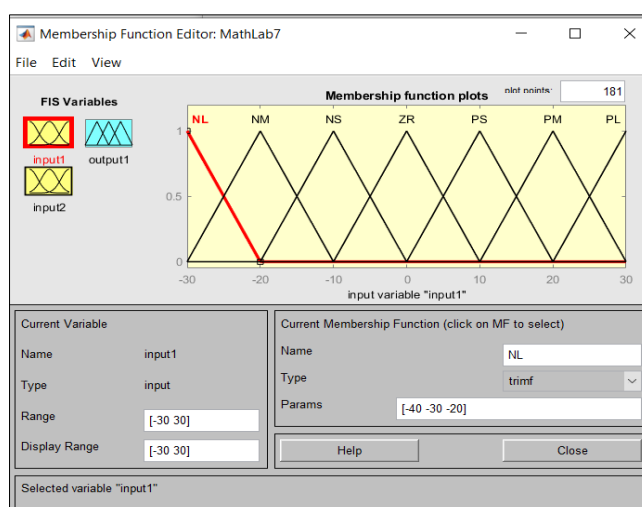 Membership Function Editor: MathLab7
File Edit View
FIS Variables
Membership function plots
plot points:
181
NL NM NS ZR PS PM PL
1
0.5
0
-30 -20 -10 0 10 20 30
input variable "input1"
input1
output1
input2
Current Variable
Name input1
Type input
Range [-30 30]
Display Range [-30 30]
Current Membership Function (click on MF to select)
Name NL
Type trimf
Params [-40 -30 -20]
Help
Close
Selected variable "input1"